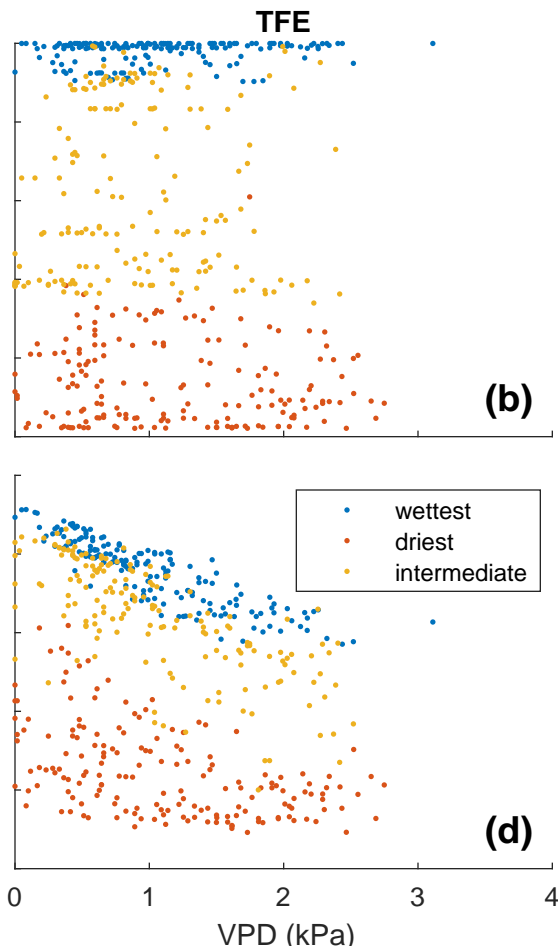 TFE
(b)
wettest
driest
intermediate
(d)
0 1 2 3 4
VPD (kPa)